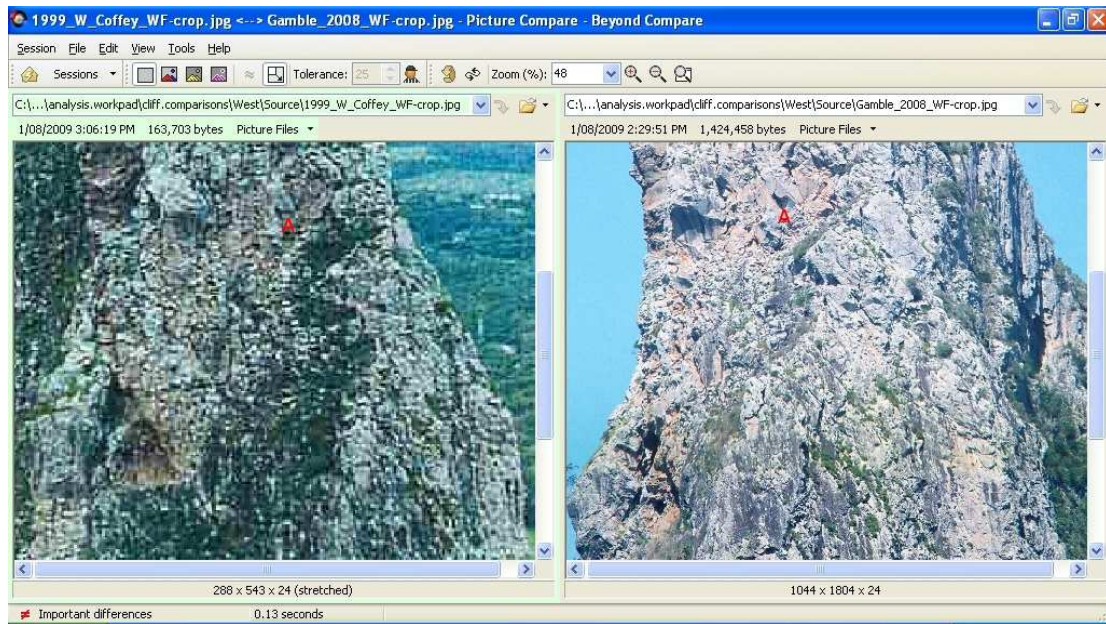 1999_W_Coffey_WF-crop.jpg <--> Gamble_2008_WF-crop.jpg - Picture Compare - Beyond Compare
Session File Edit View Tools Help
Sessions Tolerance: 25 Zoom (%): 48
C:\...\analysis.workpad\cliff.comparisons\West\Source\1999_W_Coffey_WF-crop.jpg
1/08/2009 3:06:19 PM 163,703 bytes Picture Files
C:\...\analysis.workpad\cliff.comparisons\West\Source\Gamble_2008_WF-crop.jpg
1/08/2009 2:29:51 PM 1,424,458 bytes Picture Files
A
A
288 x 543 x 24 (stretched)
1044 x 1804 x 24
Important differences 0.13 seconds